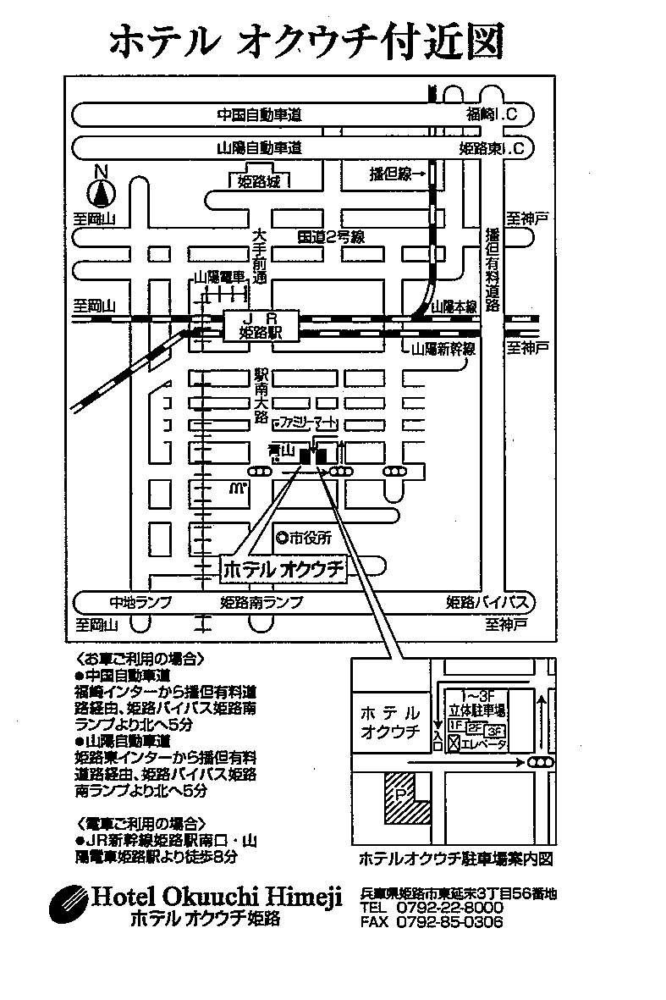 ホテル オクウチ付近図
中国自動車道
福崎I.C
山陽自動車道
姫路東I.C
N
姫路城
播但線
至岡山
至神戸
大手前通
国道2号線
播但有料道路
山陽電車
至岡山
山陽本線
JR
姫路駅
山陽新幹線
至神戸
駅南大路
ファミリーマート
青山
市役所
ホテル オクウチ
中地ランプ
姫路南ランプ
姫路バイパス
至岡山
至神戸
〈お車ご利用の場合〉
●中国自動車道
福崎インターから播但有料道
路経由、姫路バイパス姫路南
ランプより北へ5分
●山陽自動車道
姫路東インターから播但有料
道路経由、姫路バイパス姫路
南ランプより北へ5分
〈電車ご利用の場合〉
●JR新幹線姫路駅南口・山
陽電車姫路駅より徒歩8分
ホテル
オクウチ
1〜3F
立体駐車場
1F 2F 3F
エレベータ
入口
P
ホテルオクウチ駐車場案内図
Hotel Okuuchi Himeji
ホテル オクウチ姫路
兵庫県姫路市東延末3丁目56番地
TEL 0792-22-8000
FAX 0792-85-0306